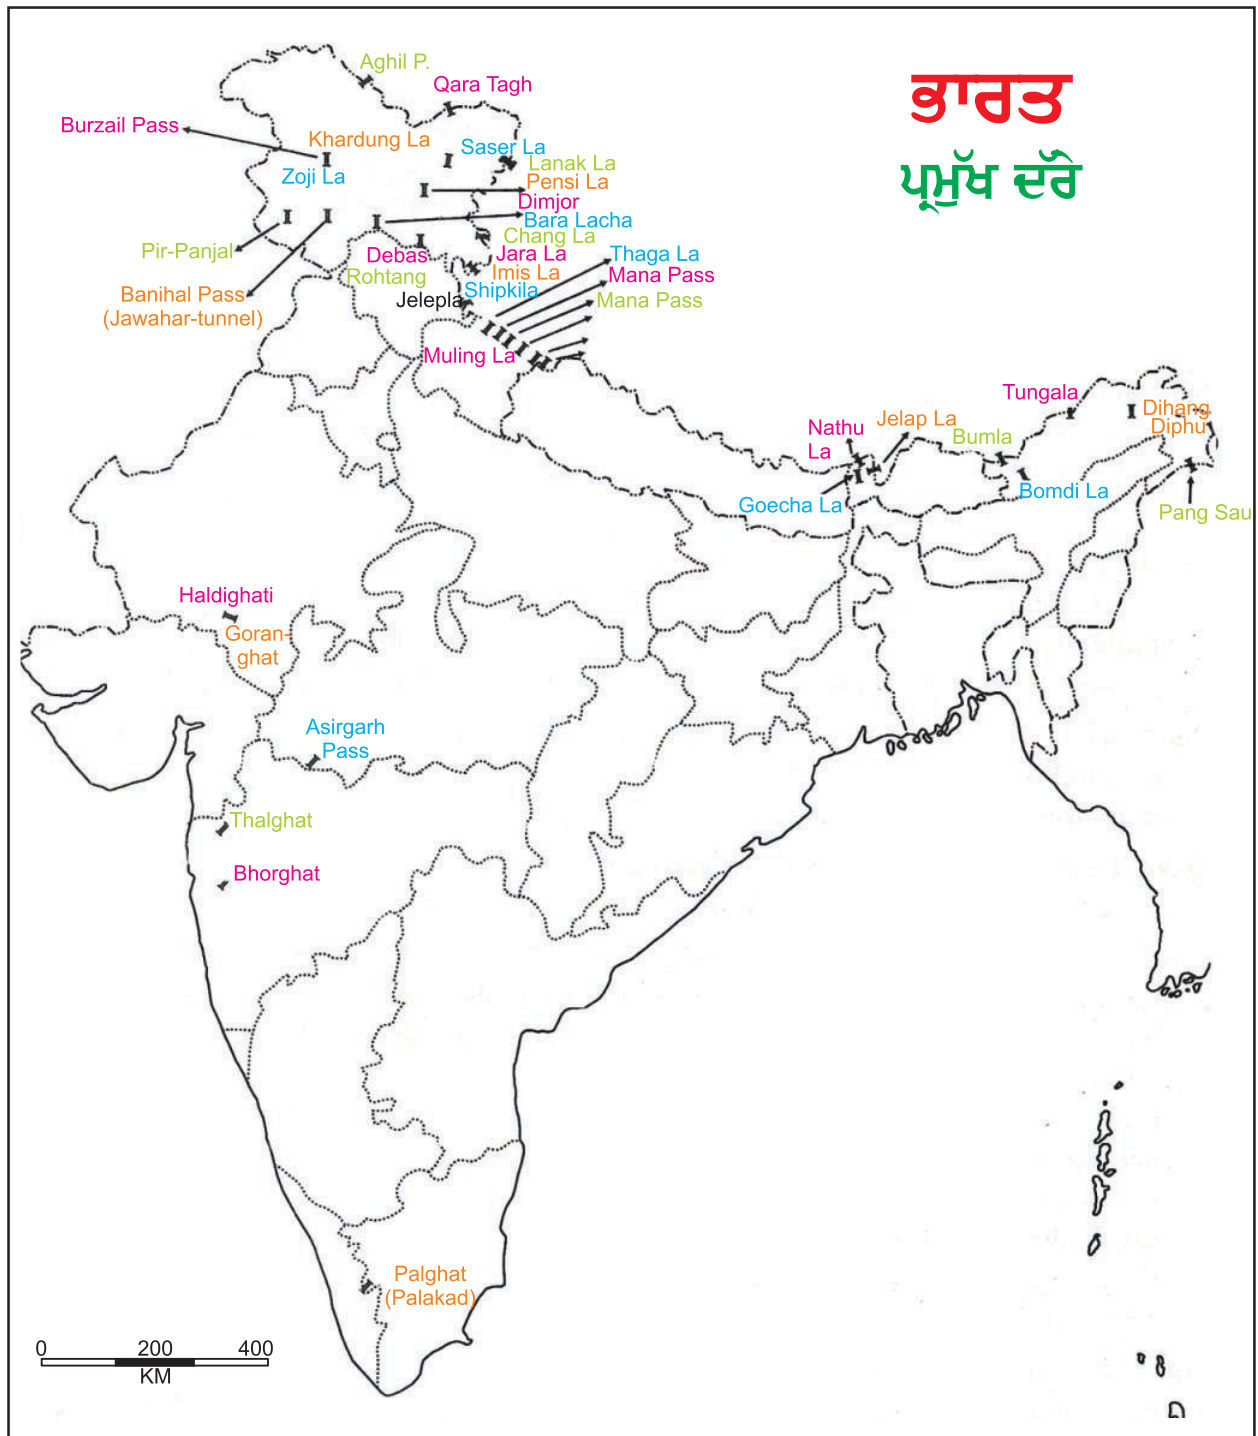 ਭਾਰਤ
ਪ੍ਰਮੁੱਖ ਦੱਰੇ
Aghil P.
Qara Tagh
Burzail Pass
Khardung La
Saser La
Zoji La
Lanak La
Pensi La
Dimjor
Bara Lacha
Chang La
Pir-Panjal
Debas
Jara La
Thaga La
Rohtang
Imis La
Mana Pass
Banihal Pass
(Jawahar-tunnel)
Shipkila
Jelepla
Mana Pass
Muling La
Tungala
Dihang
Diphu
Nathu
La
Jelap La
Bumla
Goecha La
Bomdi La
Pang Sau
Haldighati
Goran-
ghat
Asirgarh
Pass
Thalghat
Bhorghat
Palghat
(Palakad)
0 200 400
KM